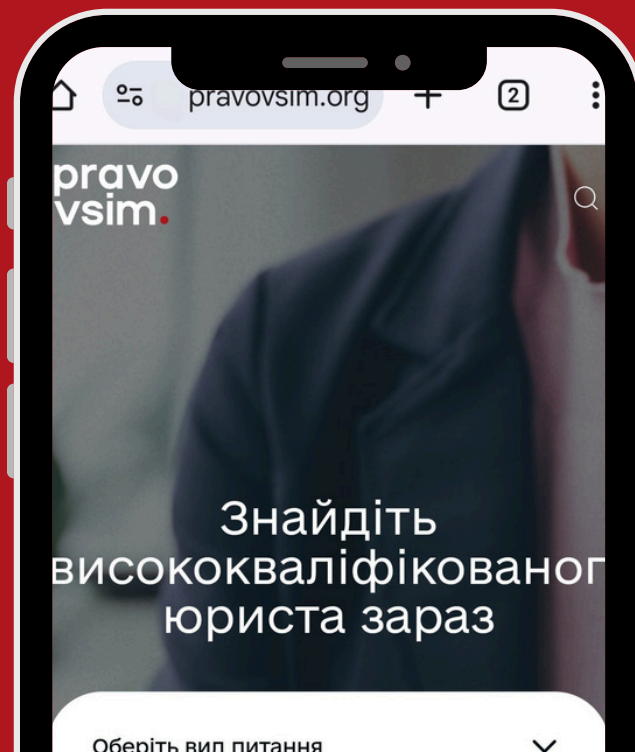 pravovsim.org
2
pravo
vsim.
Знайдіть
висококваліфікованог
юриста зараз
Оберіть вид питання